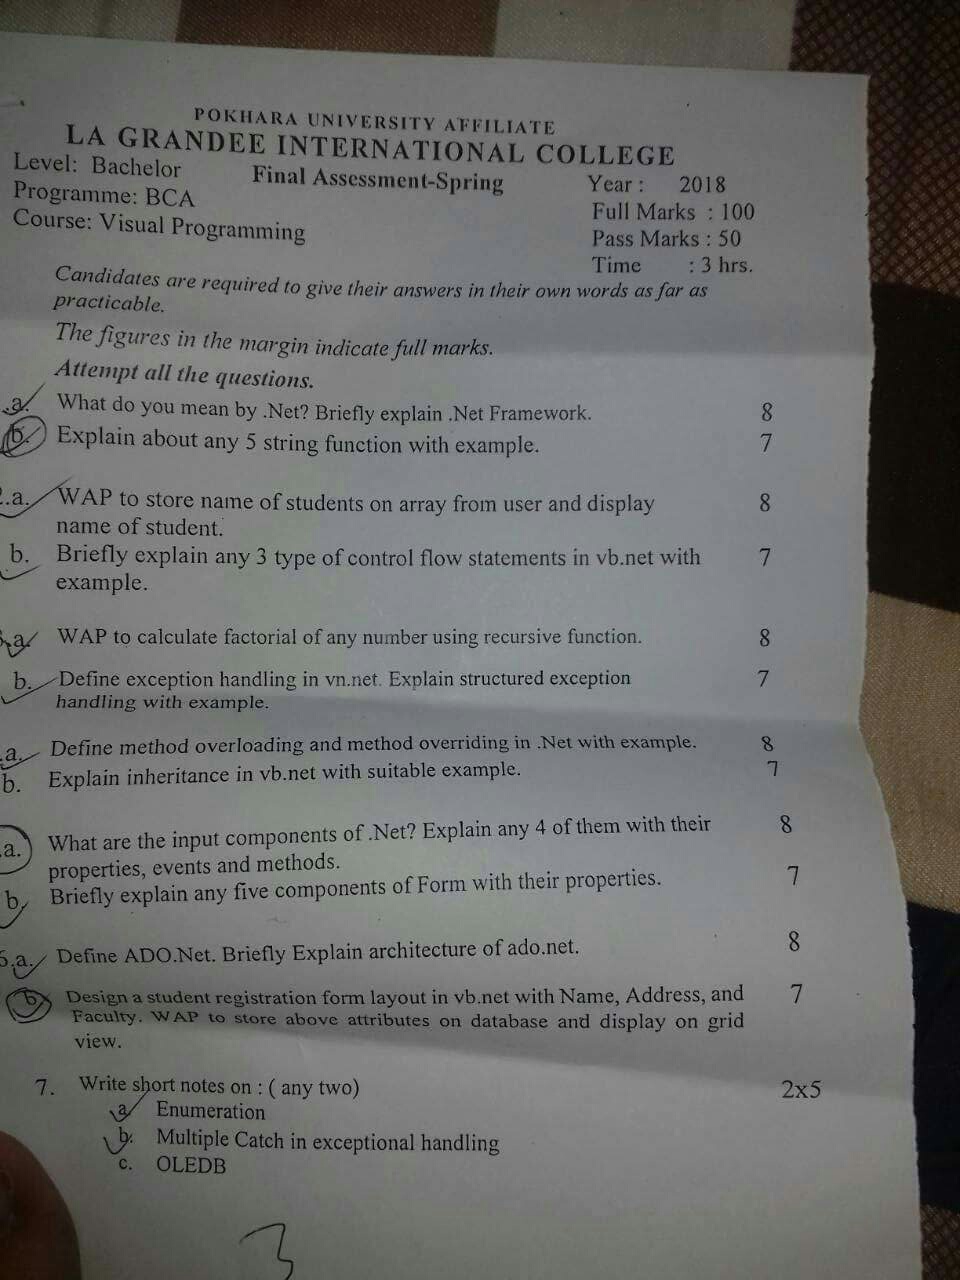 POKHARA UNIVERSITY AFFILIATE
LA GRANDEE INTERNATIONAL COLLEGE
Level: Bachelor Final Assessment-Spring Year : 2018
Programme: BCA Full Marks : 100
Course: Visual Programming Pass Marks : 50
Time : 3 hrs.
Candidates are required to give their answers in their own words as far as
practicable.
The figures in the margin indicate full marks.
Attempt all the questions.
.a. What do you mean by .Net? Briefly explain .Net Framework. 8
b. Explain about any 5 string function with example. 7
2.a. WAP to store name of students on array from user and display 8
name of student.
b. Briefly explain any 3 type of control flow statements in vb.net with 7
example.
3.a. WAP to calculate factorial of any number using recursive function. 8
b. Define exception handling in vn.net. Explain structured exception 7
handling with example.
.a. Define method overloading and method overriding in .Net with example. 8
b. Explain inheritance in vb.net with suitable example. 7
.a. What are the input components of .Net? Explain any 4 of them with their 8
properties, events and methods.
b. Briefly explain any five components of Form with their properties. 7
6.a. Define ADO.Net. Briefly Explain architecture of ado.net. 8
b. Design a student registration form layout in vb.net with Name, Address, and 7
Faculty. WAP to store above attributes on database and display on grid
view.
7. Write short notes on : ( any two) 2x5
a. Enumeration
b. Multiple Catch in exceptional handling
c. OLEDB
3